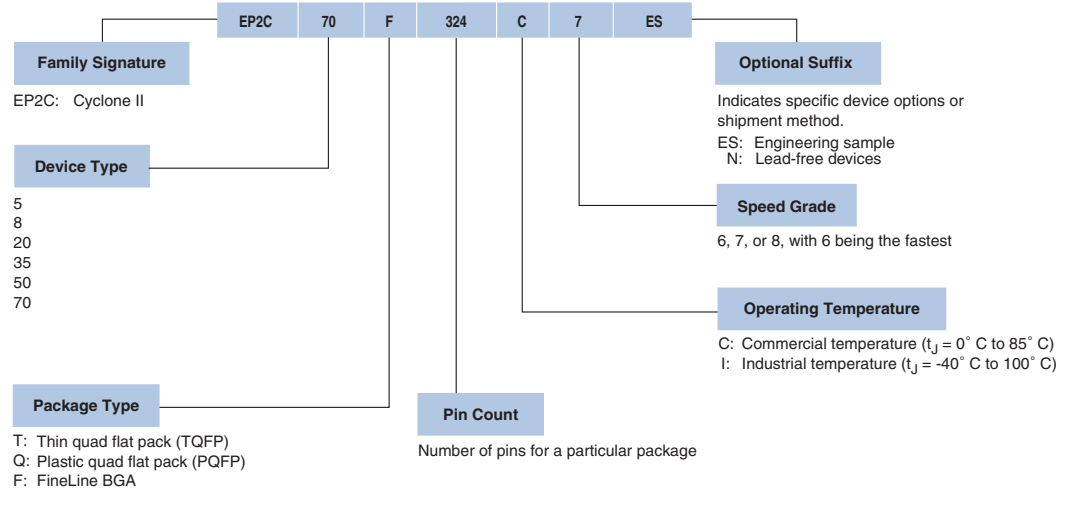 EP2C 70 F 324 C 7 ES
Family Signature
EP2C: Cyclone II
Device Type
5
8
20
35
50
70
Package Type
T: Thin quad flat pack (TQFP)
Q: Plastic quad flat pack (PQFP)
F: FineLine BGA
Pin Count
Number of pins for a particular package
Optional Suffix
Indicates specific device options or
shipment method.
ES: Engineering sample
N: Lead-free devices
Speed Grade
6, 7, or 8, with 6 being the fastest
Operating Temperature
C: Commercial temperature (tJ = 0° C to 85° C)
I: Industrial temperature (tJ = -40° C to 100° C)